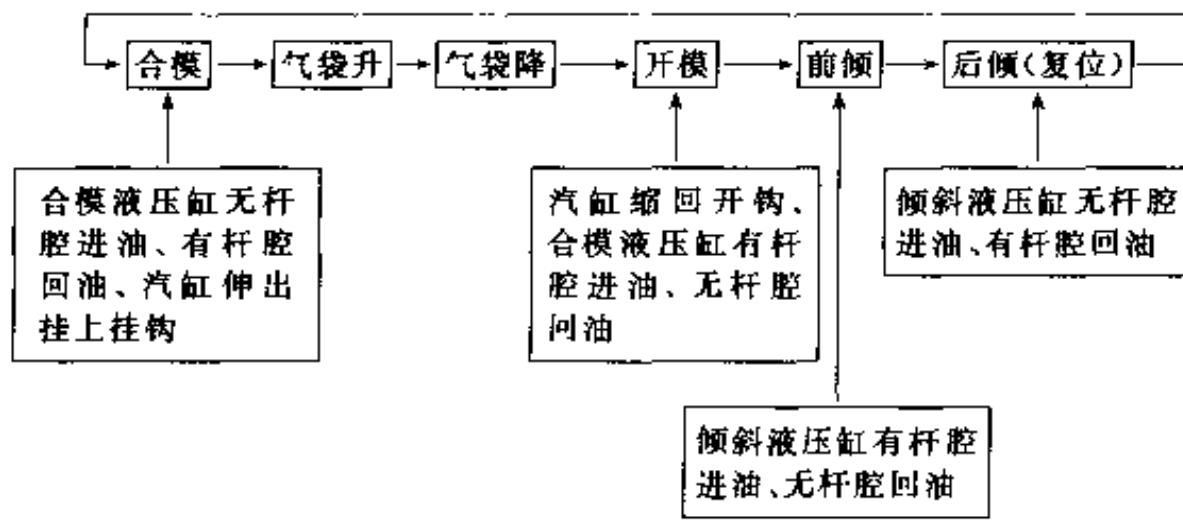 合模
气袋升
气袋降
开模
前倾
后倾(复位)
合模液压缸无杆
腔进油、有杆腔
回油、汽缸伸出
挂上挂钩
汽缸缩回开钩、
合模液压缸有杆
腔进油、无杆腔
回油
倾斜液压缸无杆腔
进油、有杆腔回油
倾斜液压缸有杆腔
进油、无杆腔回油